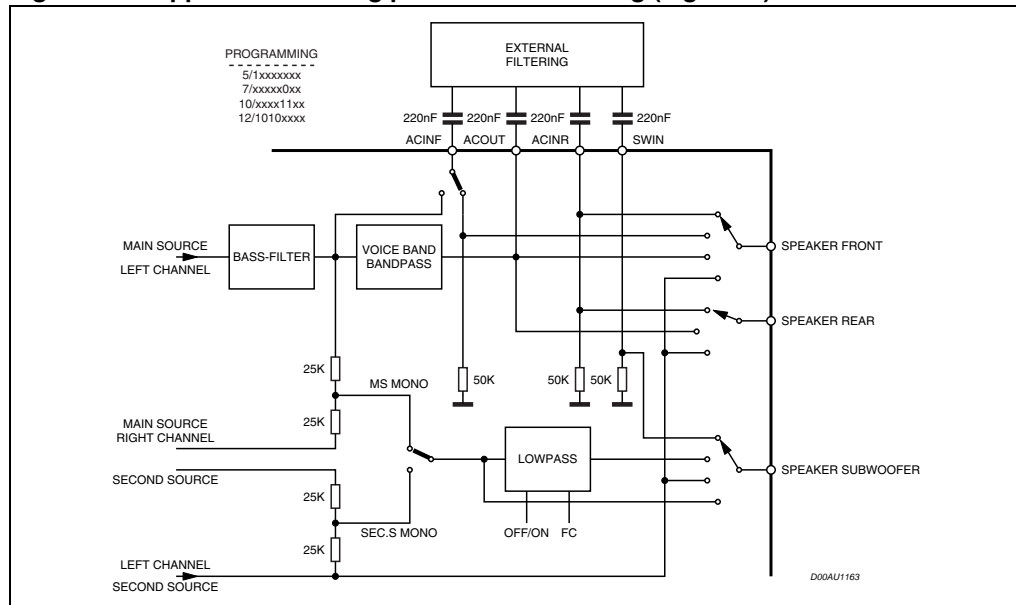 PROGRAMMING
5/1xxxxxxx
7/xxxxx0xx
10/xxxx11xx
12/1010xxxx
EXTERNAL
FILTERING
220nF 220nF 220nF 220nF
ACINF ACOUT ACINR SWIN
MAIN SOURCE
LEFT CHANNEL
BASS-FILTER
VOICE BAND
BANDPASS
SPEAKER FRONT
SPEAKER REAR
25K
MS MONO
50K 50K 50K
25K
MAIN SOURCE
RIGHT CHANNEL
LOWPASS
SPEAKER SUBWOOFER
SECOND SOURCE
25K
SEC.S MONO
OFF/ON FC
25K
LEFT CHANNEL
SECOND SOURCE
D00AU1163